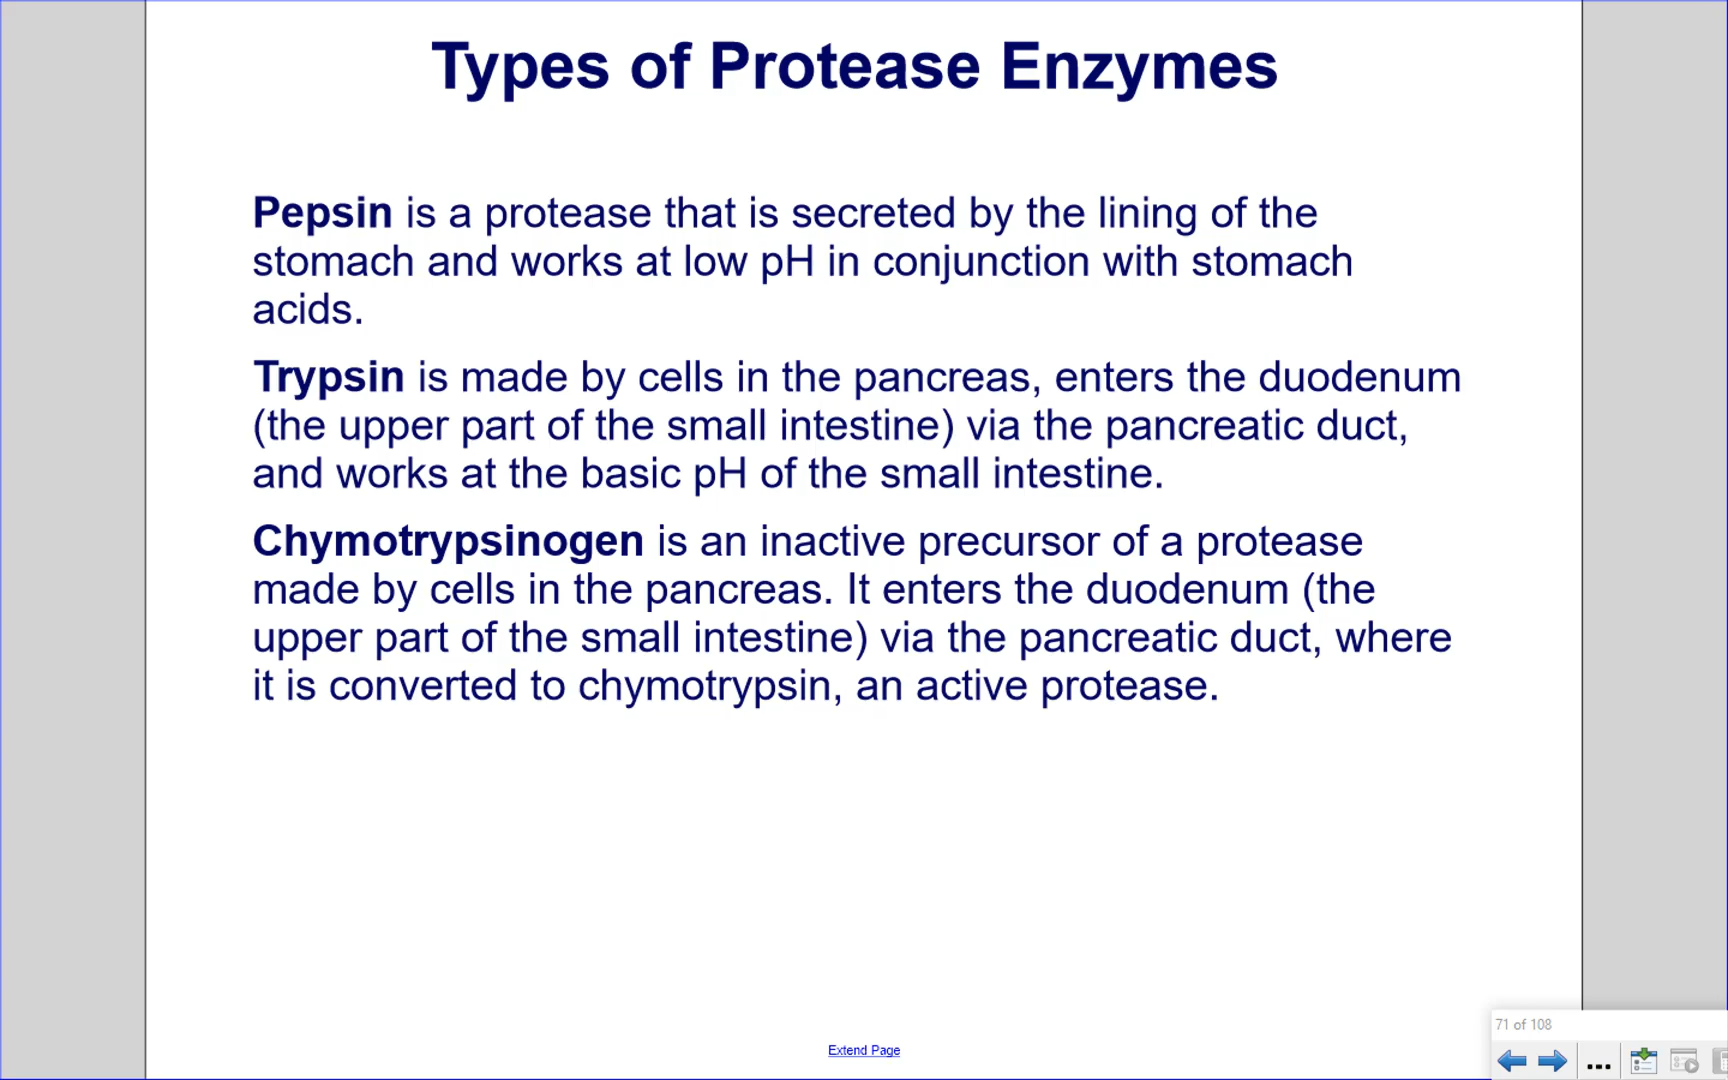 Types of Protease Enzymes
Pepsin is a protease that is secreted by the lining of the
stomach and works at low pH in conjunction with stomach
acids.
Trypsin is made by cells in the pancreas, enters the duodenum
(the upper part of the small intestine) via the pancreatic duct,
and works at the basic pH of the small intestine.
Chymotrypsinogen is an inactive precursor of a protease
made by cells in the pancreas. It enters the duodenum (the
upper part of the small intestine) via the pancreatic duct, where
it is converted to chymotrypsin, an active protease.
71 of 108
Extend Page
...